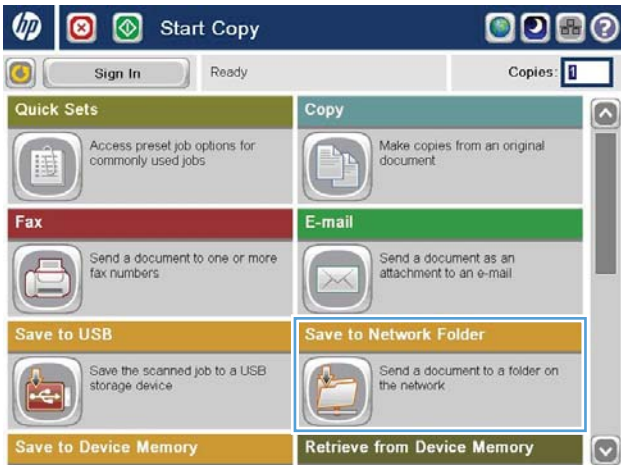 hp
Start Copy
?
Sign In
Ready
Copies: 1
Quick Sets
Access preset job options for
commonly used jobs
Copy
Make copies from an original
document
Fax
Send a document to one or more
fax numbers
E-mail
Send a document as an
attachment to an e-mail
Save to USB
Save the scanned job to a USB
storage device
Save to Network Folder
Send a document to a folder on
the network
Save to Device Memory
Retrieve from Device Memory